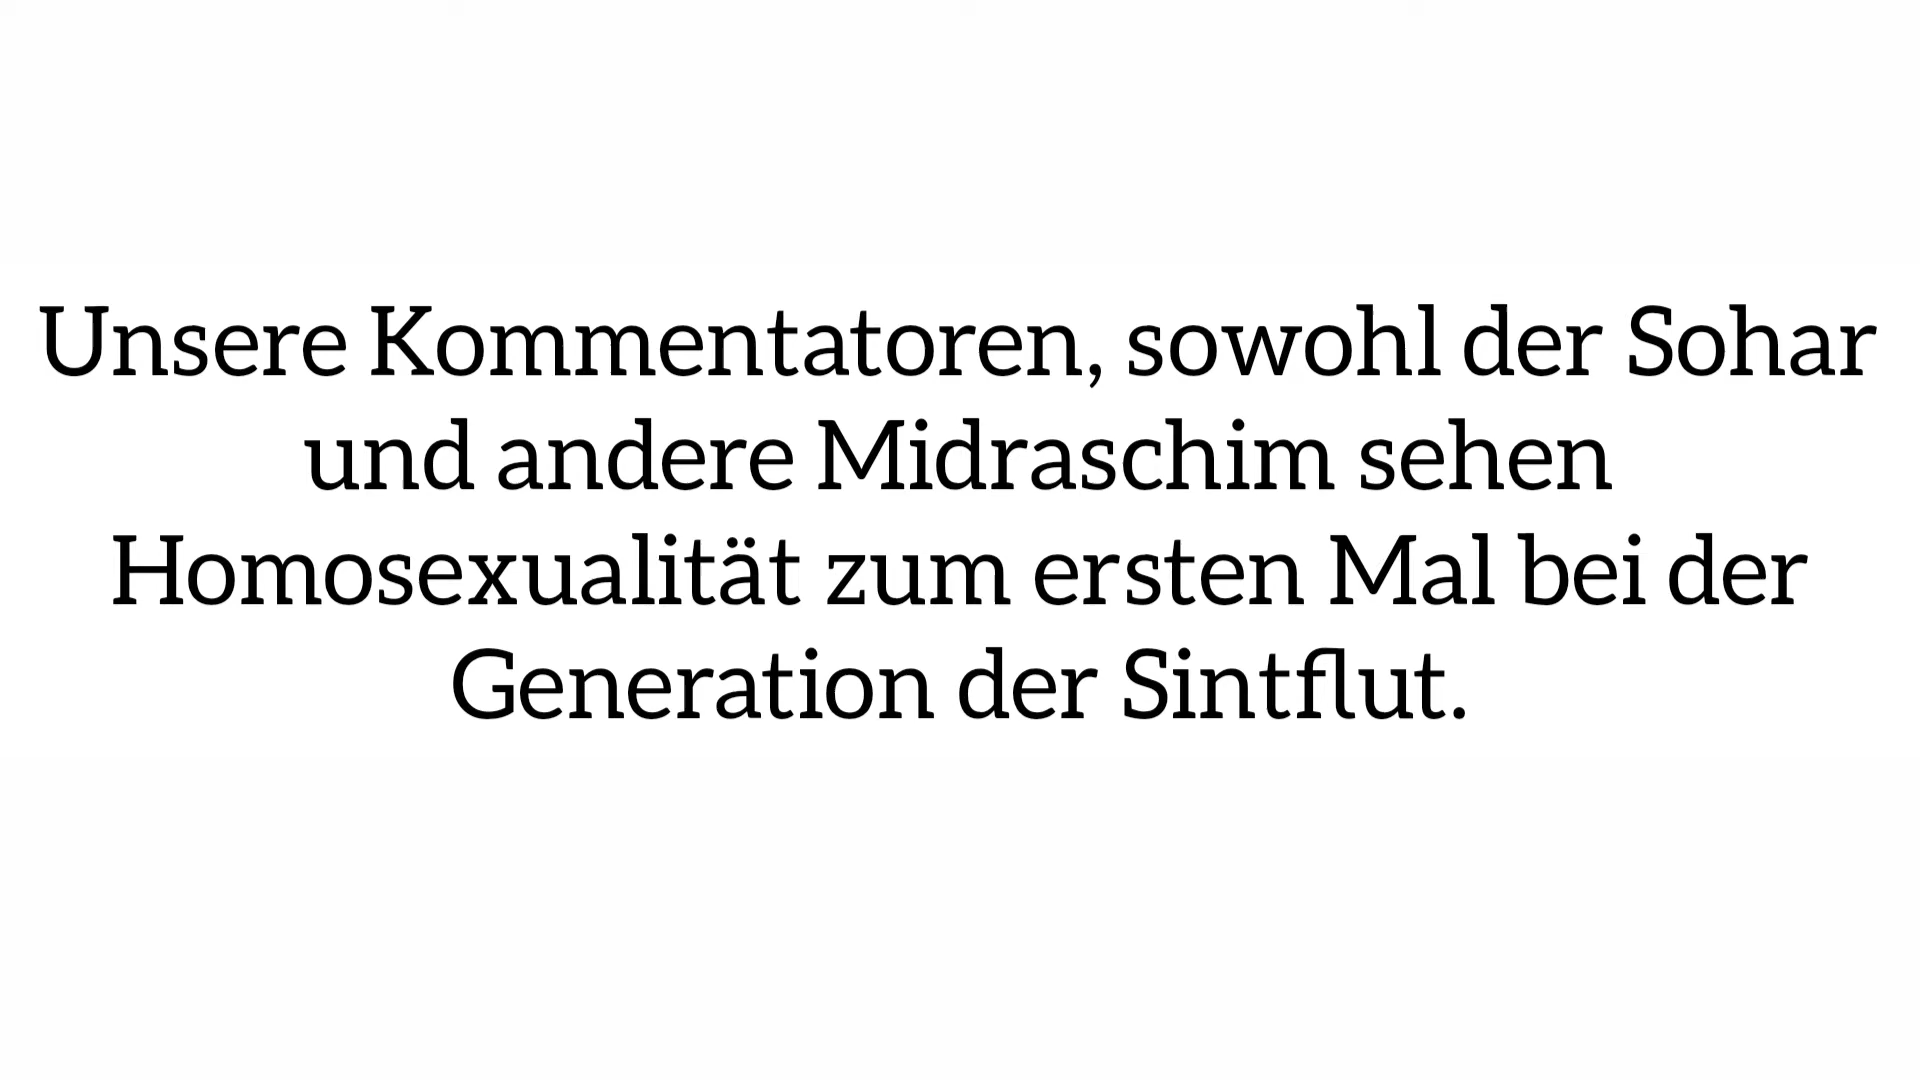 Unsere Kommentatoren, sowohl der Sohar
und andere Midraschim sehen
Homosexualität zum ersten Mal bei der
Generation der Sintflut.